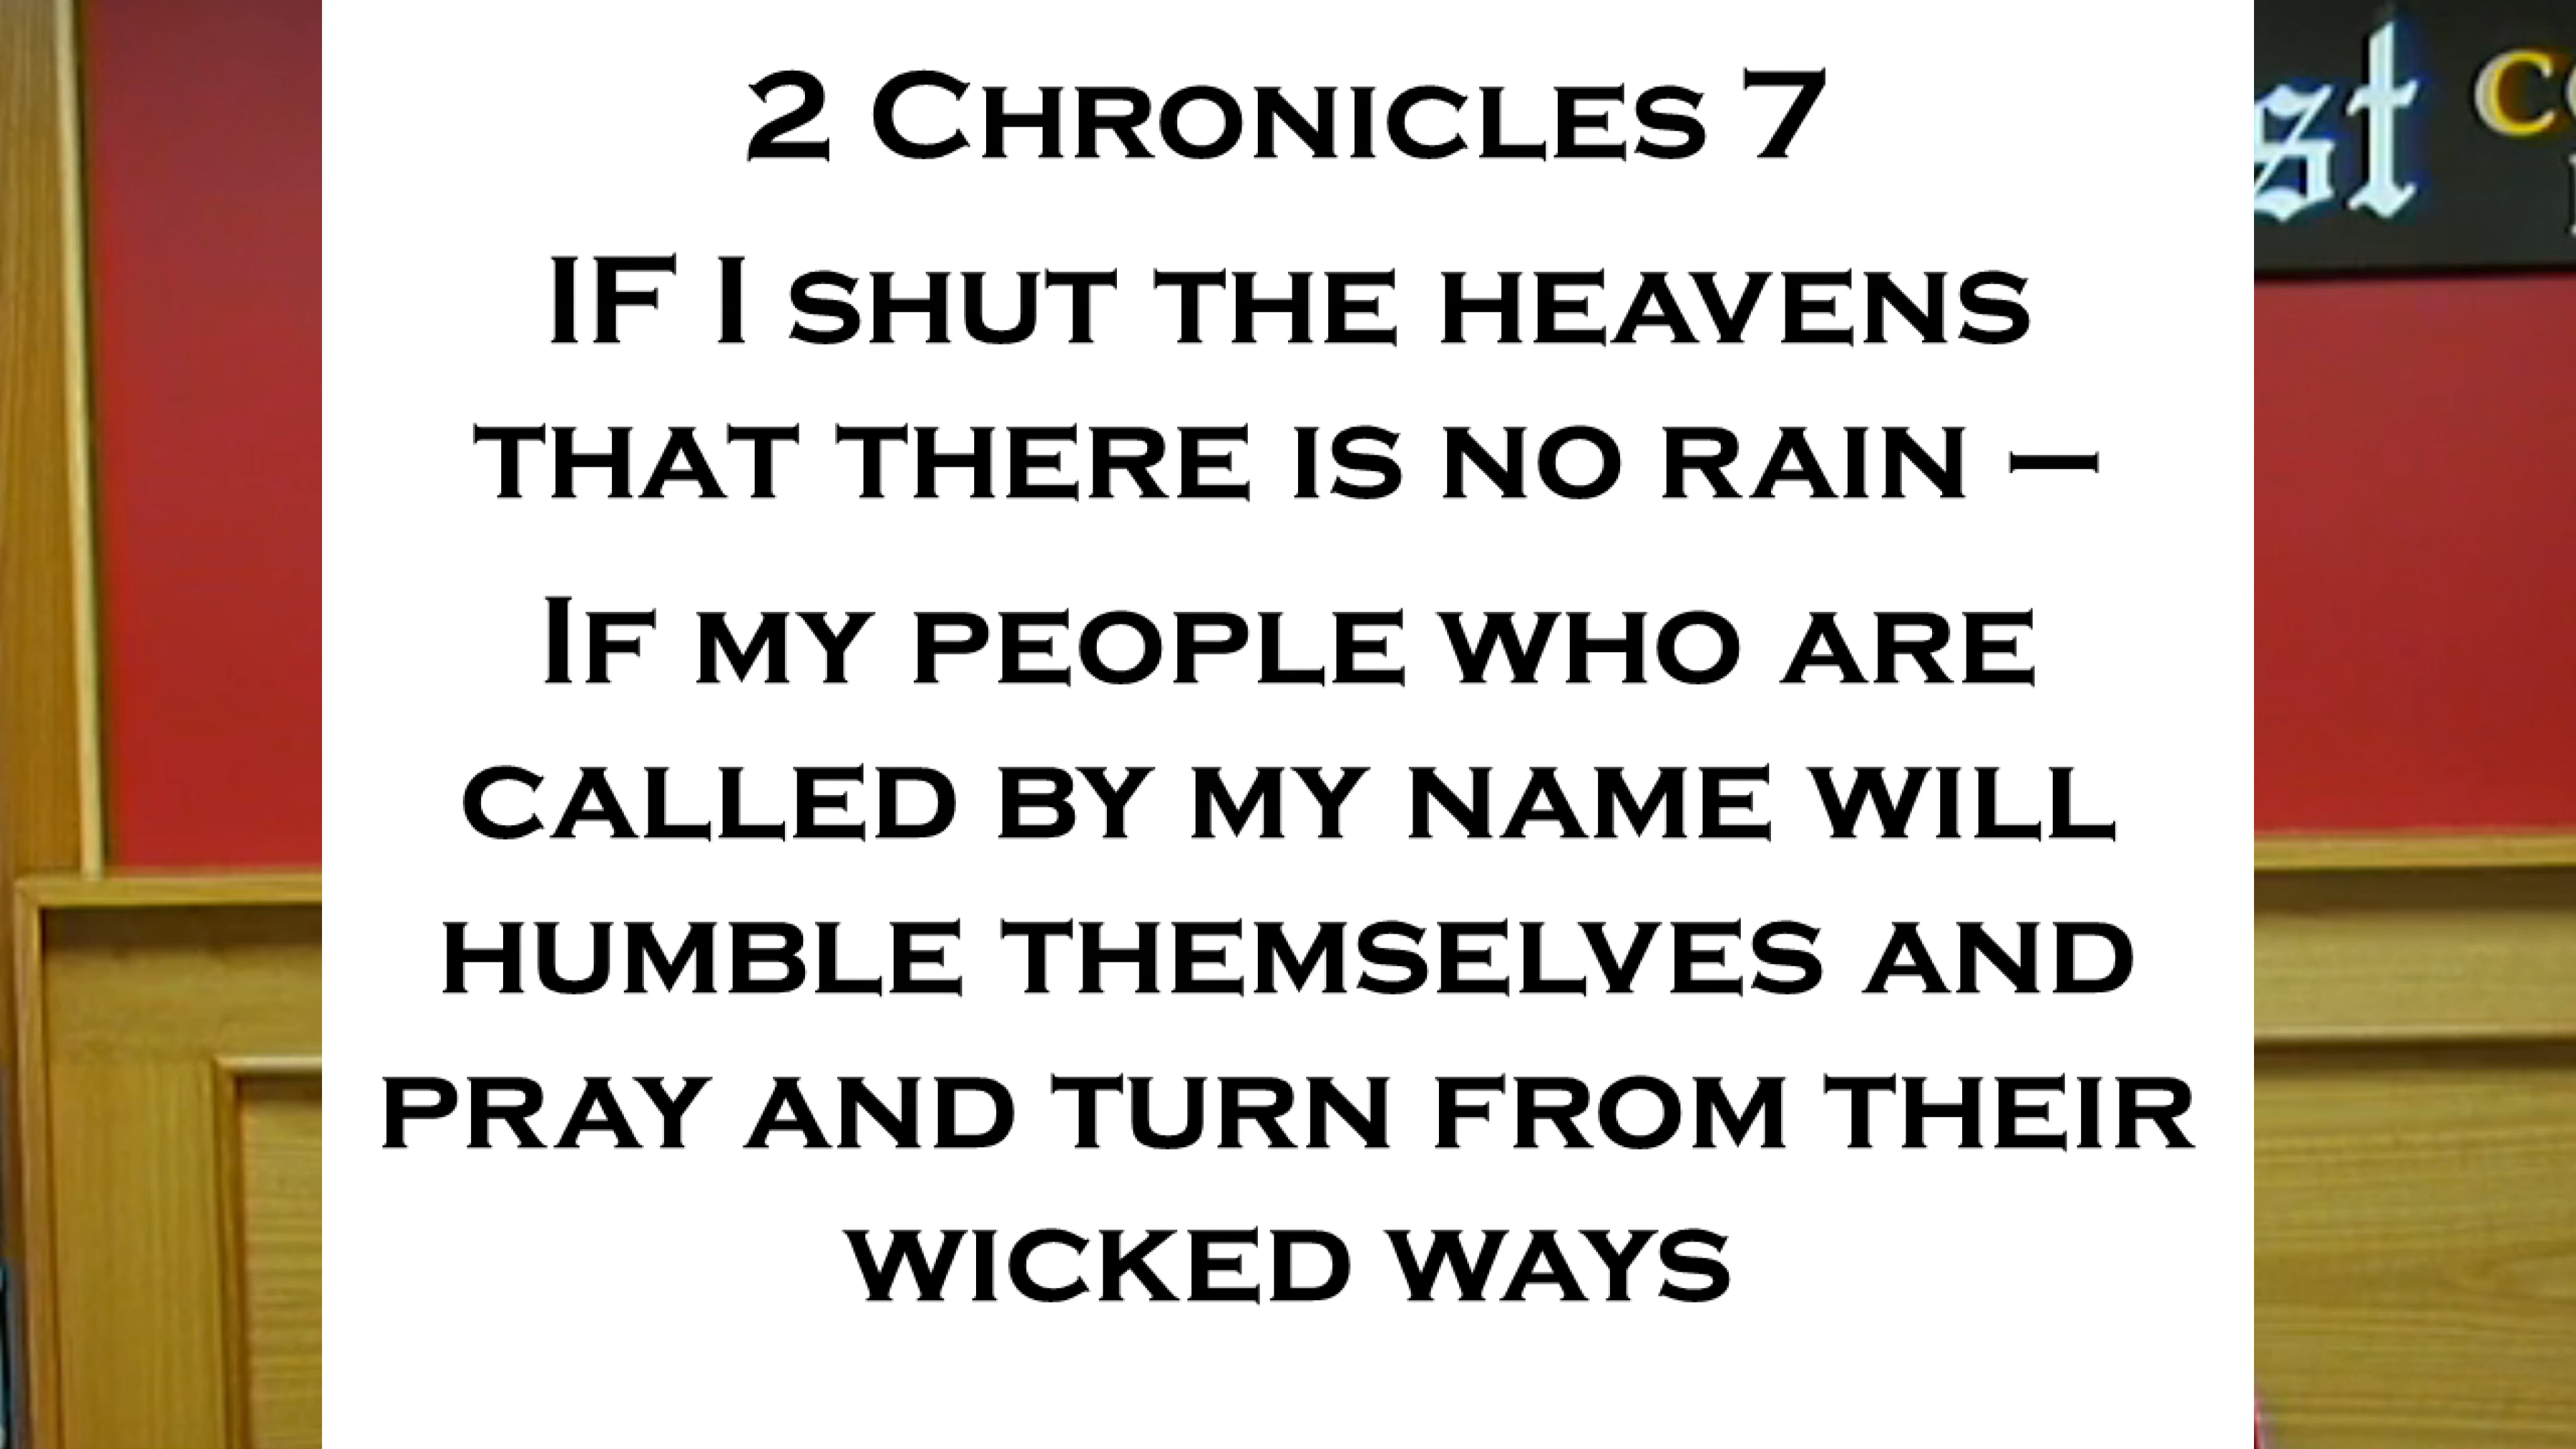 2 Chronicles 7
IF I shut the heavens
that there is no rain –
If my people who are
called by my name will
humble themselves and
pray and turn from their
wicked ways
st